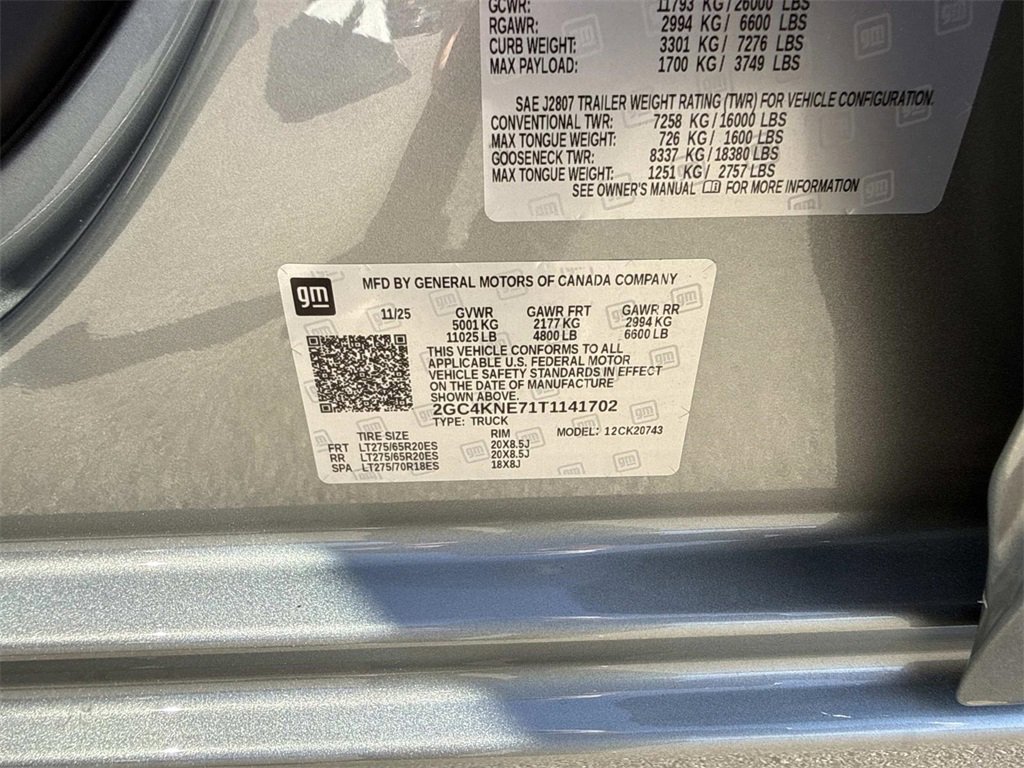 GCWR: 11793 KG/26000 LBS
RGAWR: 2994 KG/ 6600 LBS
CURB WEIGHT: 3301 KG/ 7276 LBS
MAX PAYLOAD: 1700 KG/ 3749 LBS
SAE J2807 TRAILER WEIGHT RATING (TWR) FOR VEHICLE CONFIGURATION.
CONVENTIONAL TWR: 7258 KG/16000 LBS
MAX TONGUE WEIGHT: 726 KG/ 1600 LBS
GOOSENECK TWR: 8337 KG/18380 LBS
MAX TONGUE WEIGHT: 1251 KG/ 2757 LBS
SEE OWNER'S MANUAL FOR MORE INFORMATION
gm
MFD BY GENERAL MOTORS OF CANADA COMPANY
11/25 GVWR GAWR FRT GAWR RR
5001 KG 2177 KG 2994 KG
11025 LB 4800 LB 6600 LB
THIS VEHICLE CONFORMS TO ALL
APPLICABLE U.S. FEDERAL MOTOR
VEHICLE SAFETY STANDARDS IN EFFECT
ON THE DATE OF MANUFACTURE
SHOWN ABOVE.
2GC4KNE71T1141702
TYPE: TRUCK MODEL: 12CK20743
TIRE SIZE RIM
FRT LT275/65R20ES 20X8.5J
RR LT275/65R20ES 20X8.5J
SPA LT275/70R18ES 18X8J